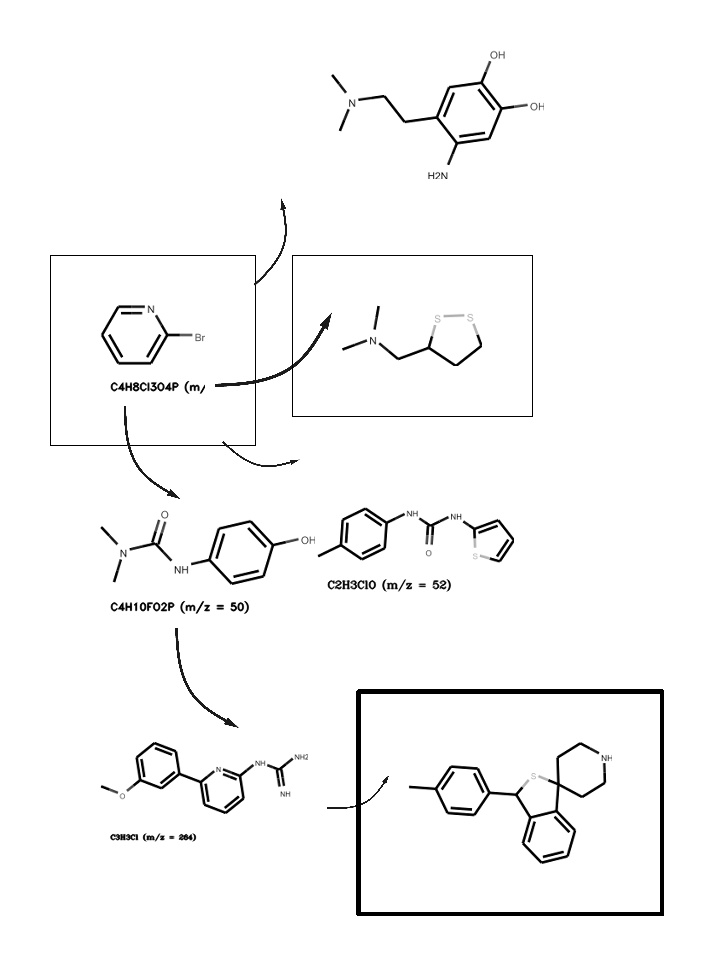 OH
N
OH
H2N
N
Br
C4H8Cl3O4P (m/
S S
N
O
N
NH
OH
C4H10FO2P (m/z = 50)
NH
NH
O
S
C2H3ClO (m/z = 52)
N
NH
NH2
NH
O
C3H3Cl (m/z = 264)
S
NH